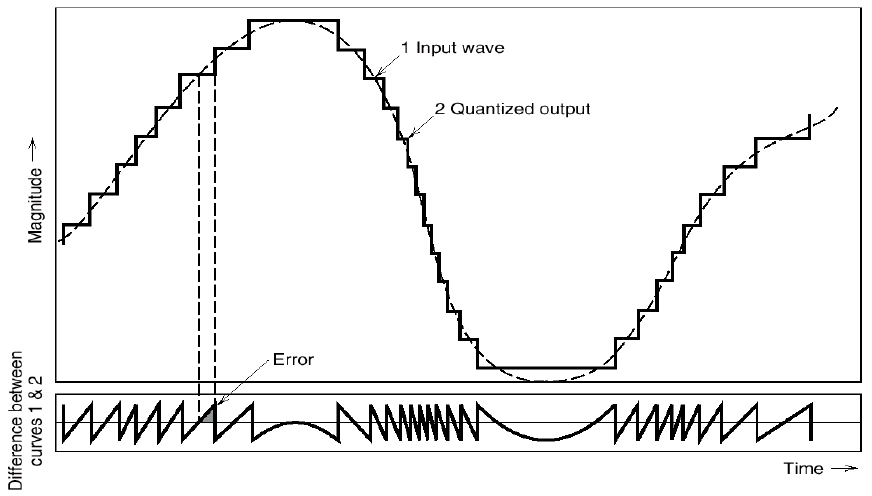 1 Input wave
2 Quantized output
Magnitude
Error
Difference between
curves 1 & 2
Time